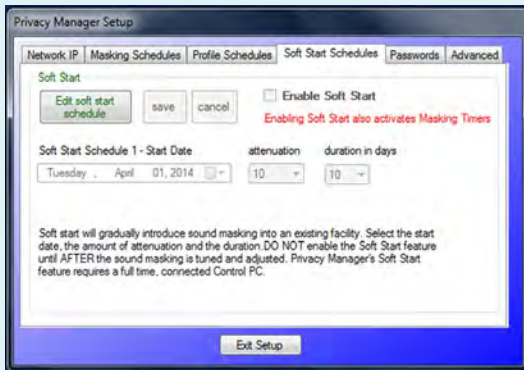 Privacy Manager Setup
Network IP Masking Schedules Profile Schedules Soft Start Schedules Passwords Advanced
Soft Start
Edit soft start
schedule
save cancel
Enable Soft Start
Enabling Soft Start also activates Masking Timers
Soft Start Schedule 1 - Start Date attenuation duration in days
Tuesday , April 01, 2014 10 10
Soft start will gradually introduce sound masking into an existing facility. Select the start
date, the amount of attenuation and the duration.DO NOT enable the Soft Start feature
until AFTER the sound masking is tuned and adjusted. Privacy Manager's Soft Start
feature requires a full time, connected Control PC.
Exit Setup